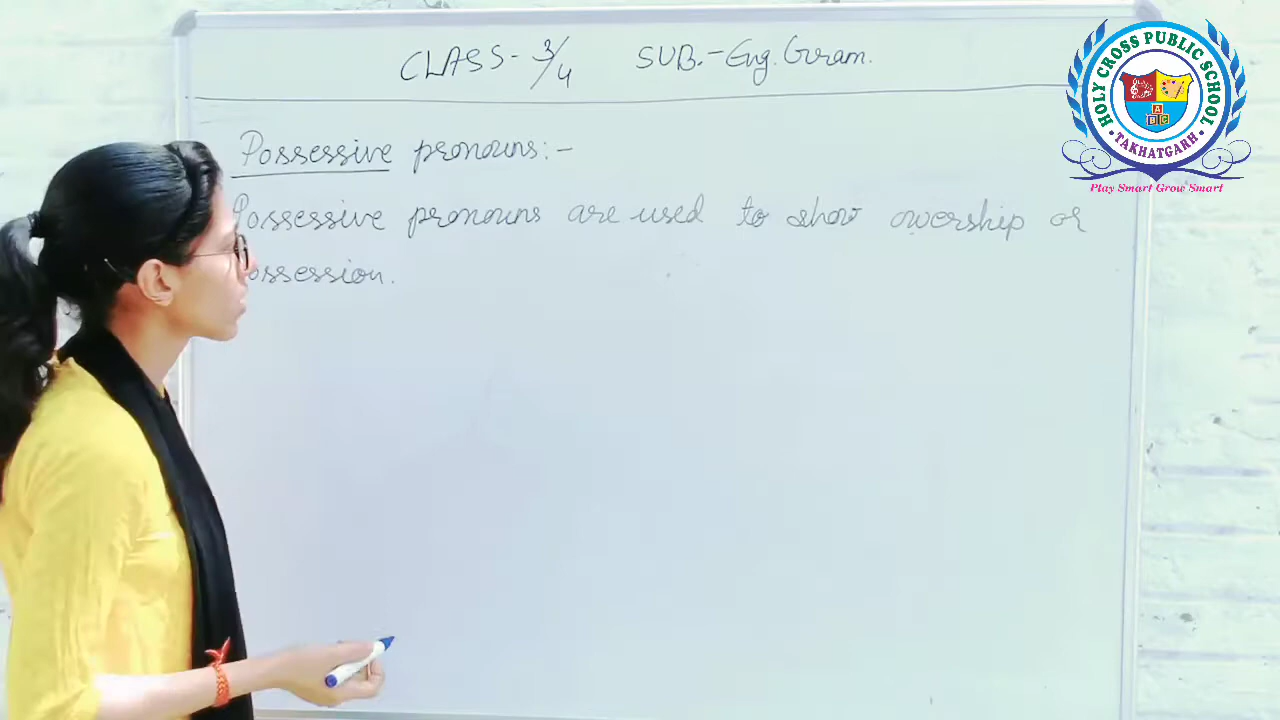 CLASS - 3/4 SUB. - Eng. Gram.
Possessive pronouns:-
Possessive pronouns are used to show owership or
ossession.
HOLY CROSS PUBLIC SCHOOL
A
B C
• TAKHATGARH •
Play Smart Grow Smart